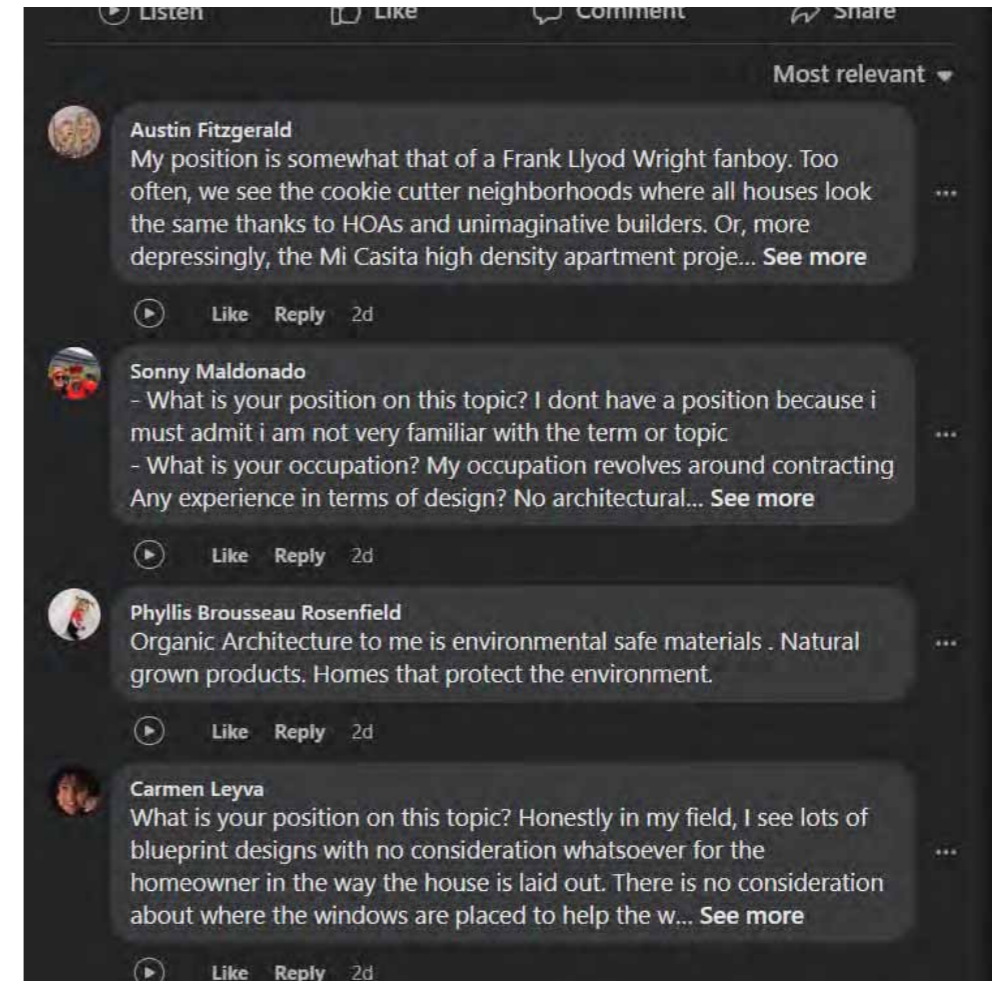 Listen Like Comment Share
Most relevant
Austin Fitzgerald
My position is somewhat that of a Frank Llyod Wright fanboy. Too
often, we see the cookie cutter neighborhoods where all houses look
the same thanks to HOAs and unimaginative builders. Or, more
depressingly, the Mi Casita high density apartment proje... See more
Like Reply 2d
Sonny Maldonado
- What is your position on this topic? I dont have a position because i
must admit i am not very familiar with the term or topic
- What is your occupation? My occupation revolves around contracting
Any experience in terms of design? No architectural... See more
Like Reply 2d
Phyllis Brousseau Rosenfield
Organic Architecture to me is environmental safe materials . Natural
grown products. Homes that protect the environment.
Like Reply 2d
Carmen Leyva
What is your position on this topic? Honestly in my field, I see lots of
blueprint designs with no consideration whatsoever for the
homeowner in the way the house is laid out. There is no consideration
about where the windows are placed to help the w... See more
Like Reply 2d